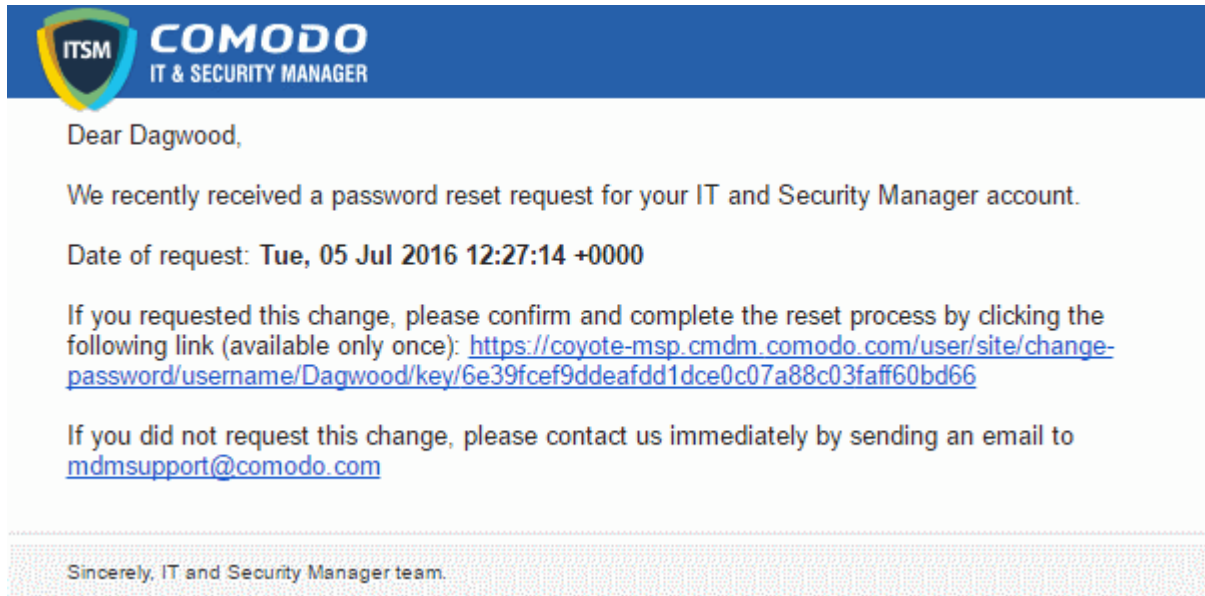 ITSM
COMODO
IT & SECURITY MANAGER
Dear Dagwood,
We recently received a password reset request for your IT and Security Manager account.
Date of request: Tue, 05 Jul 2016 12:27:14 +0000
If you requested this change, please confirm and complete the reset process by clicking the
following link (available only once): https://coyote-msp.cmdm.comodo.com/user/site/change-
password/username/Dagwood/key/6e39fcef9ddeafdd1dce0c07a88c03faff60bd66
If you did not request this change, please contact us immediately by sending an email to
mdmsupport@comodo.com
Sincerely, IT and Security Manager team.